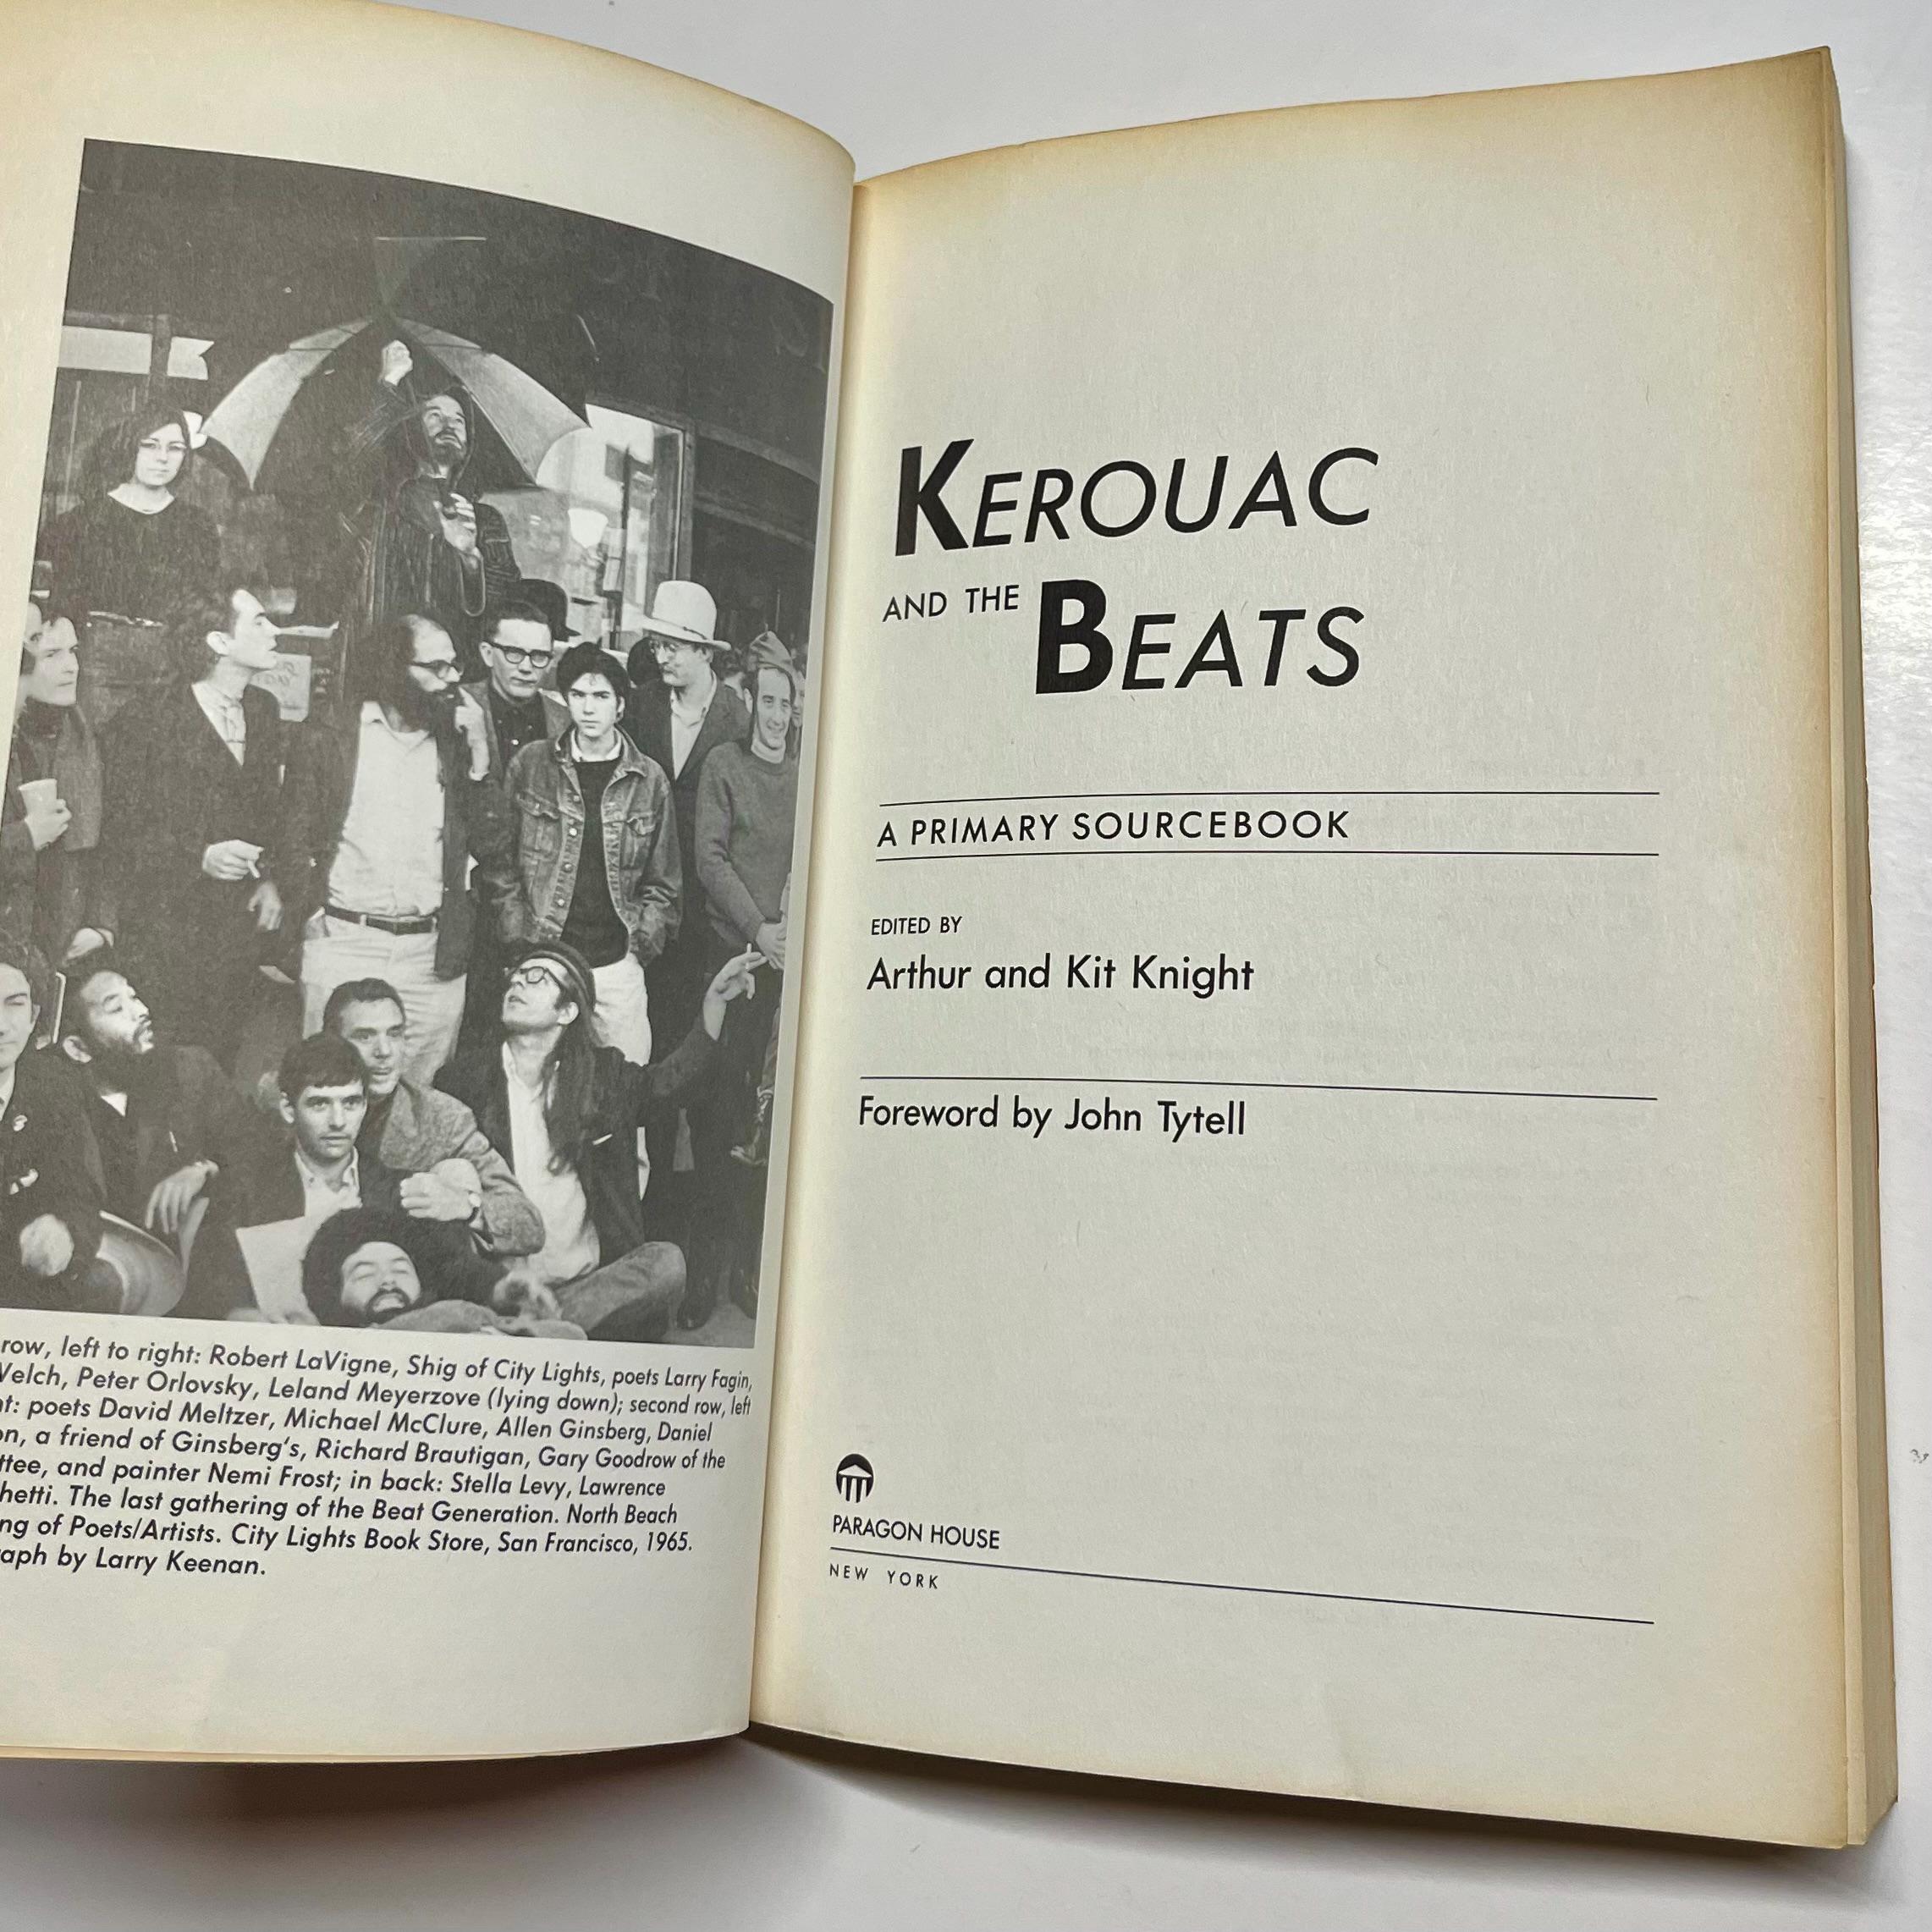 row, left to right: Robert LaVigne, Shig of City Lights, poets Larry Fagin,
Welch, Peter Orlovsky, Leland Meyerzove (lying down); second row, left
poets David Meltzer, Michael McClure, Allen Ginsberg, Daniel
a friend of Ginsberg's, Richard Brautigan, Gary Goodrow of the
and painter Nemi Frost; in back: Stella Levy, Lawrence
hetti. The last gathering of the Beat Generation. North Beach
ng of Poets/Artists. City Lights Book Store, San Francisco, 1965.
aph by Larry Keenan.
KEROUAC
AND THE BEATS
A PRIMARY SOURCEBOOK
EDITED BY
Arthur and Kit Knight
Foreword by John Tytell
PARAGON HOUSE
NEW YORK